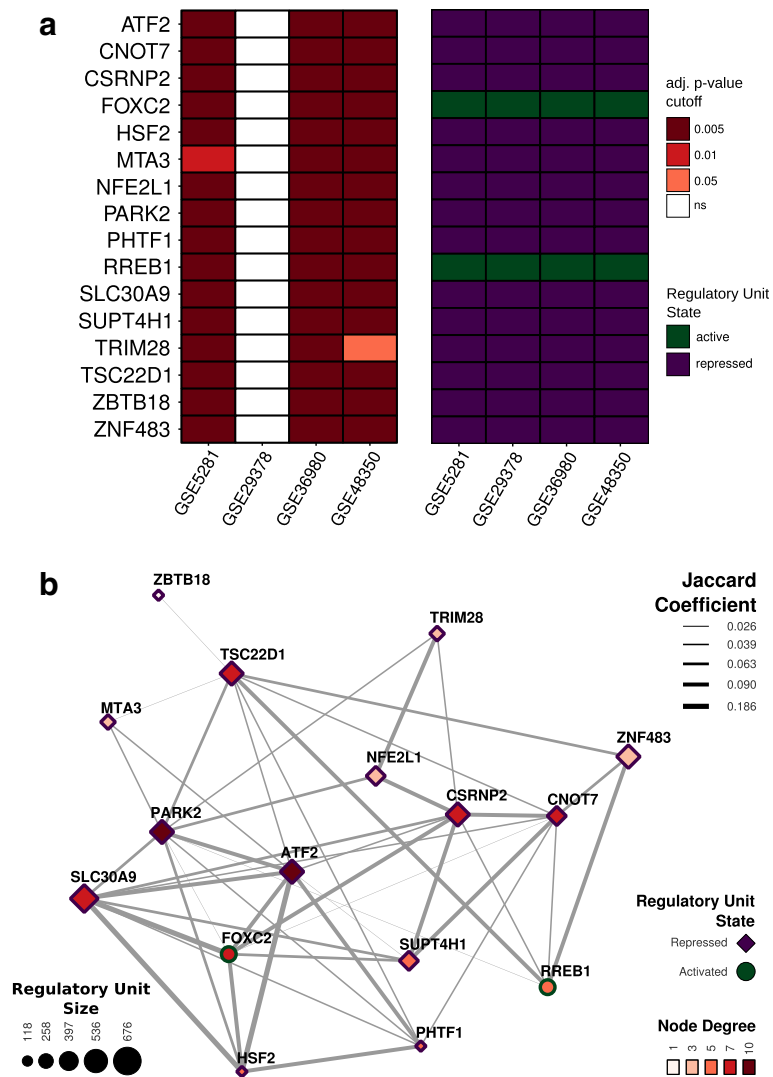 a
ATF2
CNOT7
CSRNP2
FOXC2
HSF2
MTA3
NFE2L1
PARK2
PHTF1
RREB1
SLC30A9
SUPT4H1
TRIM28
TSC22D1
ZBTB18
ZNF483
GSE5281
GSE29378
GSE36980
GSE48350
GSE5281
GSE29378
GSE36980
GSE48350
adj. p-value
cutoff
0.005
0.01
0.05
ns
Regulatory Unit
State
active
repressed
b
ZBTB18
TRIM28
TSC22D1
MTA3
ZNF483
NFE2L1
CSRNP2
CNOT7
PARK2
ATF2
SLC30A9
FOXC2
SUPT4H1
RREB1
PHTF1
HSF2
Jaccard
Coefficient
0.026
0.039
0.063
0.090
0.186
Regulatory Unit
State
Repressed
Activated
Regulatory Unit
Size
118
258
397
536
676
Node Degree
1
3
5
7
10